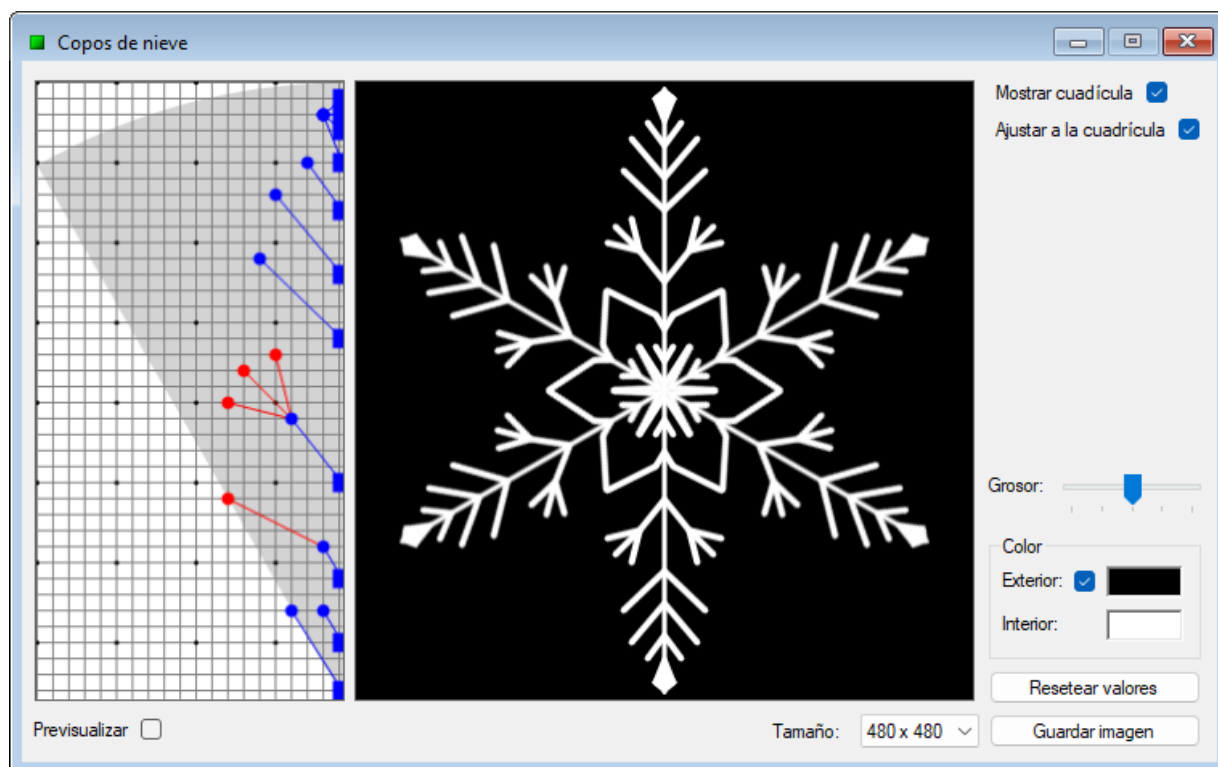 Copos de nieve
Mostrar cuadícula
Ajustar a la cuadrícula
Grosor:
Color
Exterior:
Interior:
Resetear valores
Previsualizar
Tamaño: 480 x 480
Guardar imagen